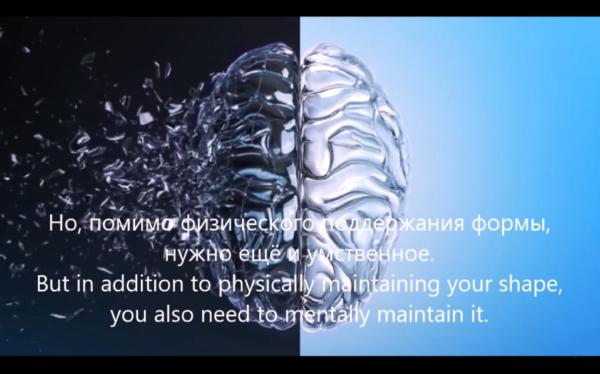 Но, помимо физического поддержания формы,
нужно ещё и умственное.
But in addition to physically maintaining your shape,
you also need to mentally maintain it.